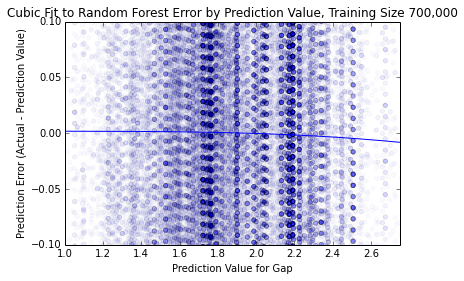 Cubic Fit to Random Forest Error by Prediction Value, Training Size 700,000
Prediction Error (Actual - Prediction Value)
0.10
0.05
0.00
−0.05
−0.10
1.0 1.2 1.4 1.6 1.8 2.0 2.2 2.4 2.6
Prediction Value for Gap